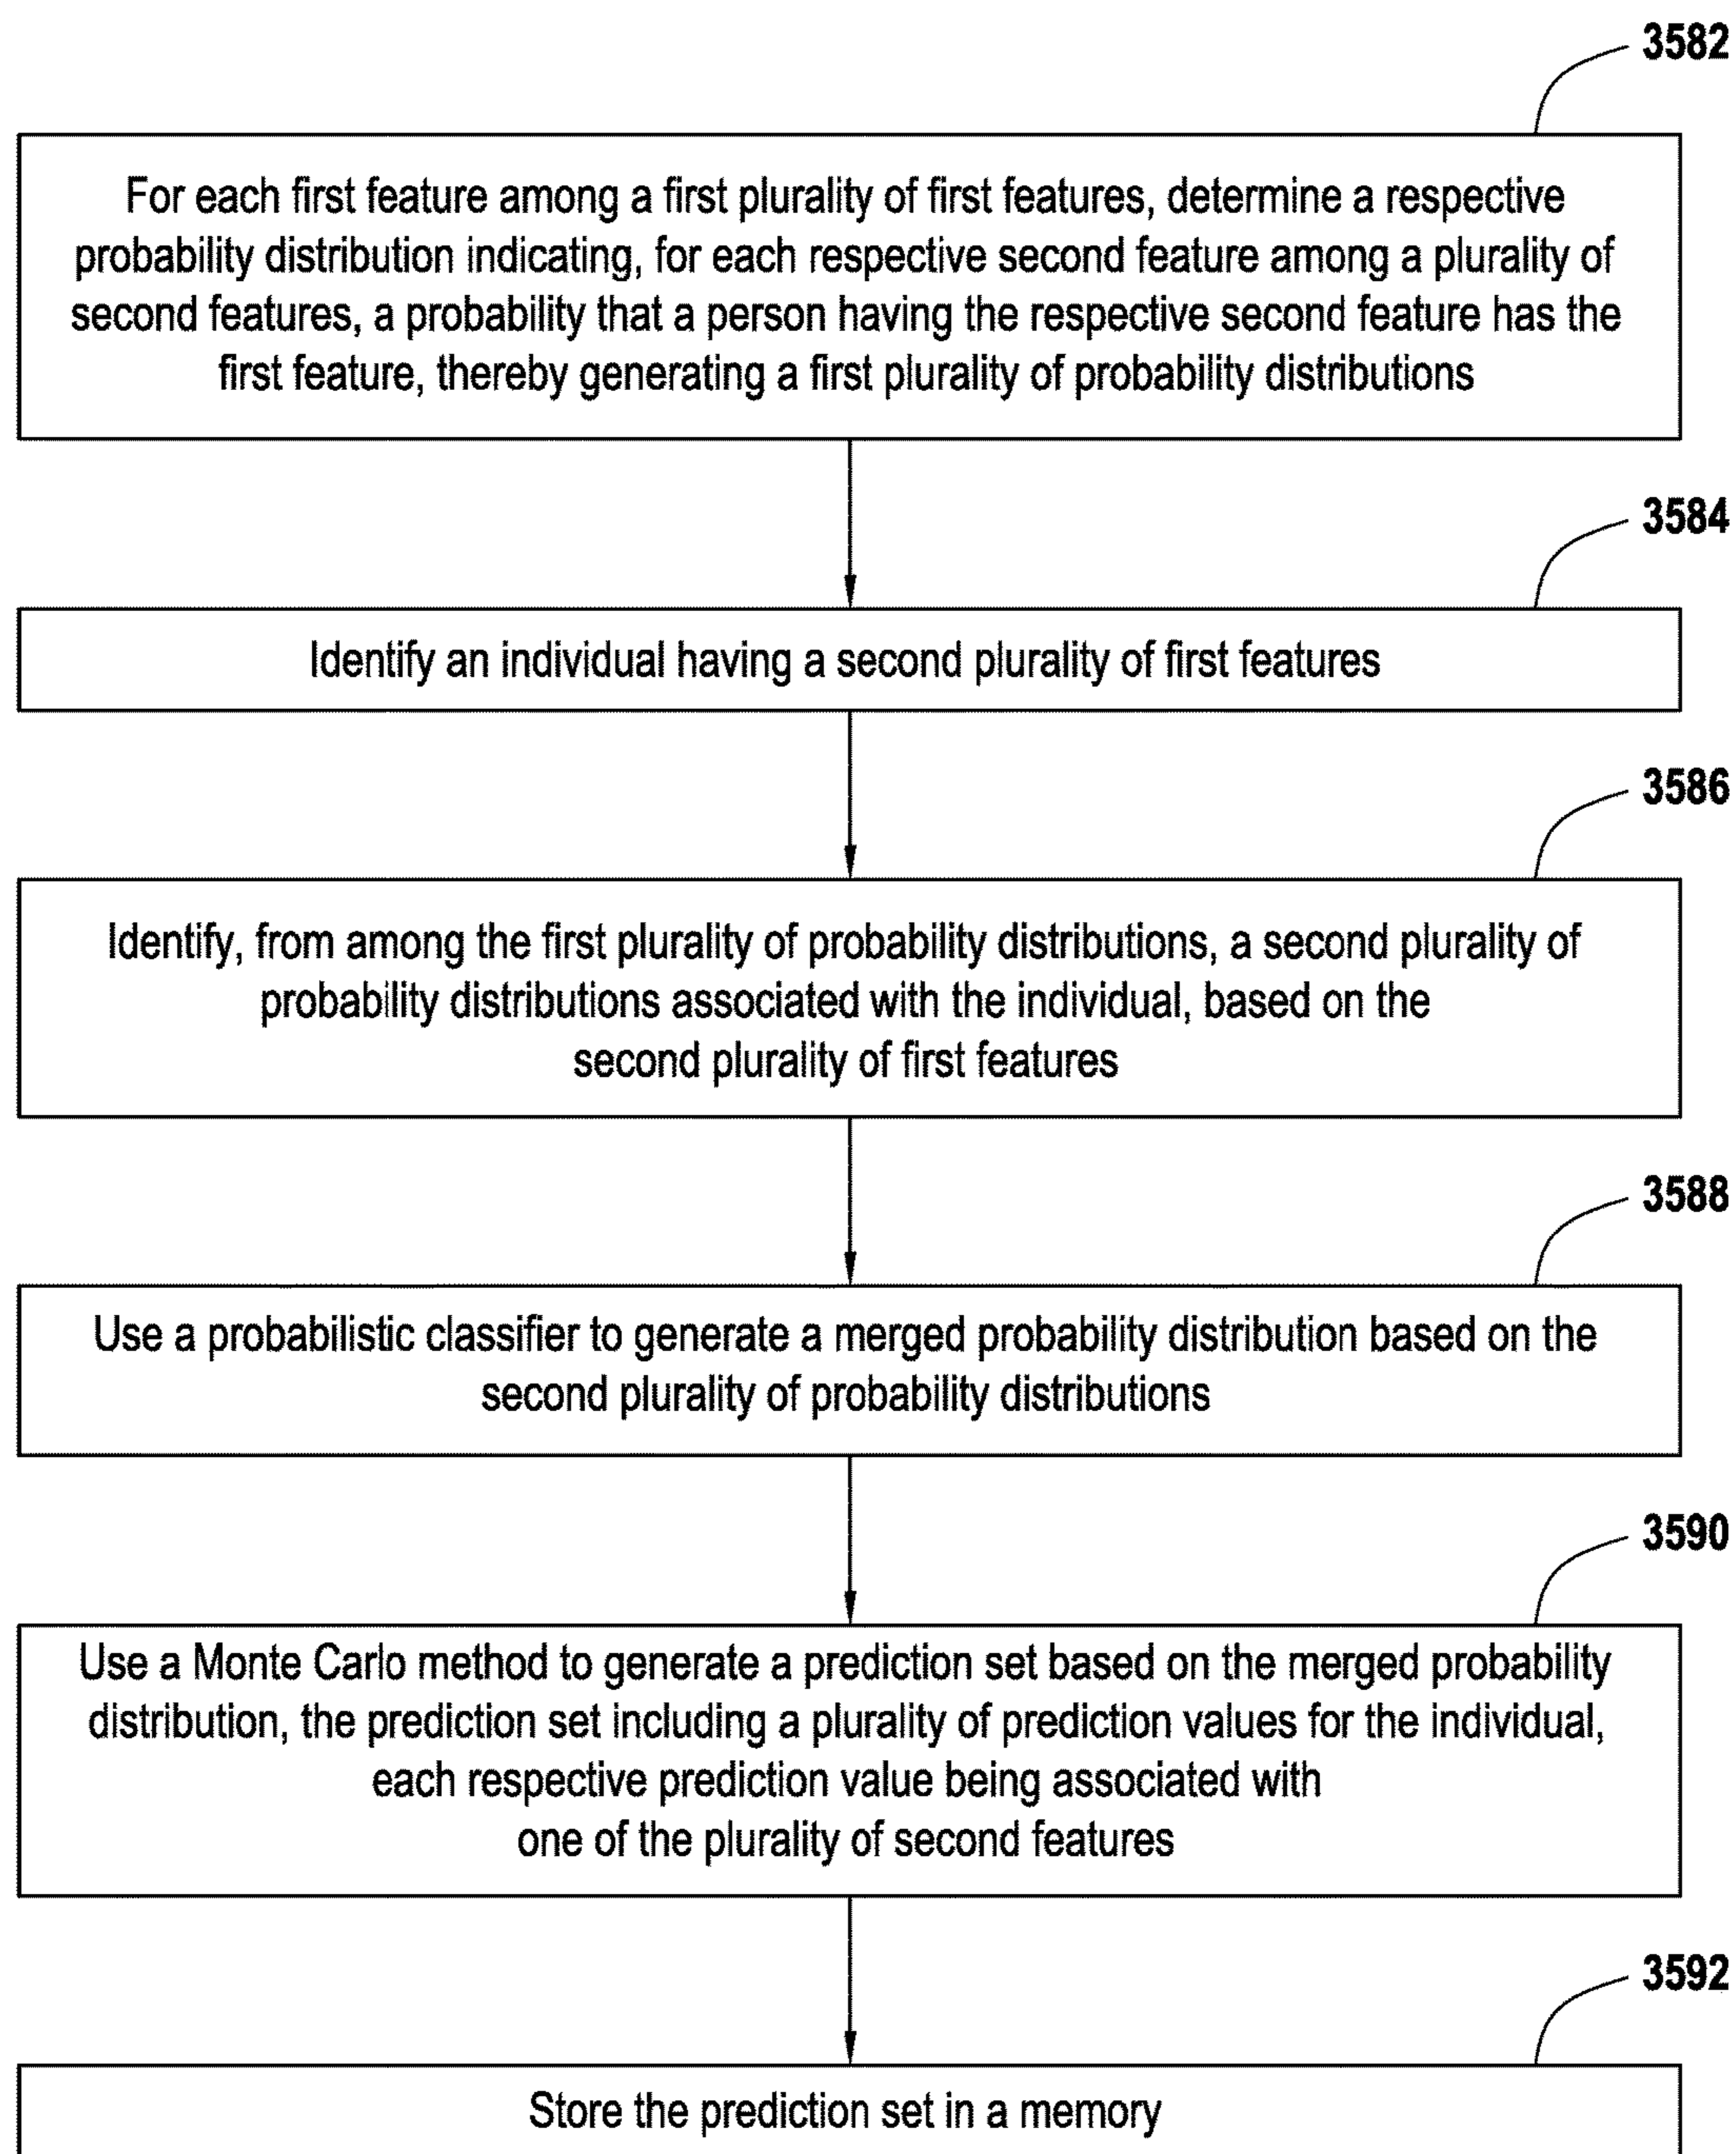 3582
For each first feature among a first plurality of first features, determine a respective
probability distribution indicating, for each respective second feature among a plurality of
second features, a probability that a person having the respective second feature has the
first feature, thereby generating a first plurality of probability distributions
3584
Identify an individual having a second plurality of first features
3586
Identify, from among the first plurality of probability distributions, a second plurality of
probability distributions associated with the individual, based on the
second plurality of first features
3588
Use a probabilistic classifier to generate a merged probability distribution based on the
second plurality of probability distributions
3590
Use a Monte Carlo method to generate a prediction set based on the merged probability
distribution, the prediction set including a plurality of prediction values for the individual,
each respective prediction value being associated with
one of the plurality of second features
3592
Store the prediction set in a memory